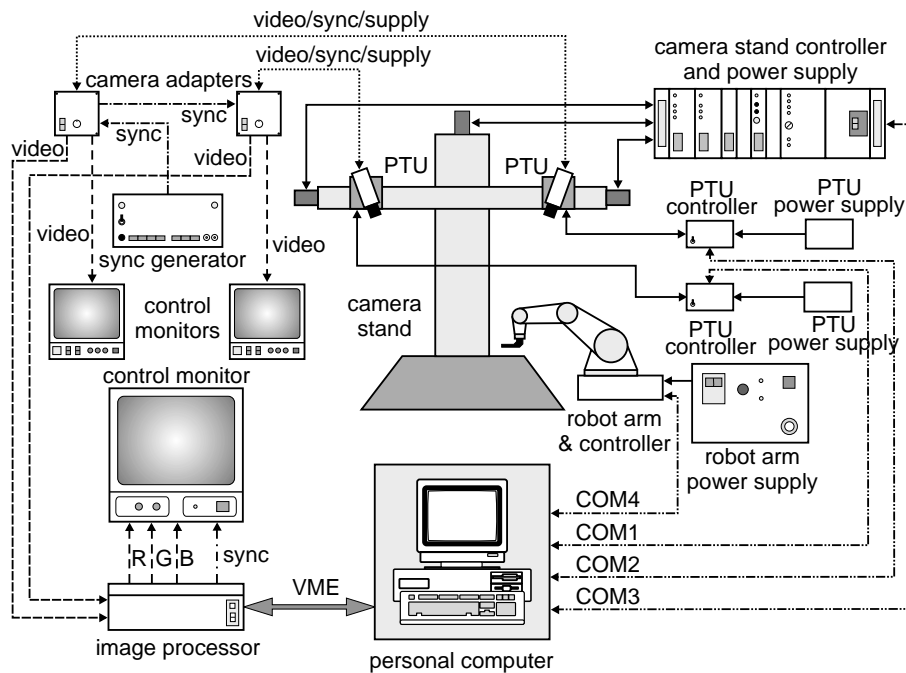 video/sync/supply
video/sync/supply
camera adapters
sync
sync
video
video
camera stand controller
and power supply
PTU
PTU
PTU
controller
PTU
power supply
video
sync generator
video
control
monitors
camera
stand
PTU
controller
PTU
power supply
control monitor
robot arm
& controller
robot arm
power supply
COM4
COM1
COM2
COM3
R
G
B
sync
VME
image processor
personal computer